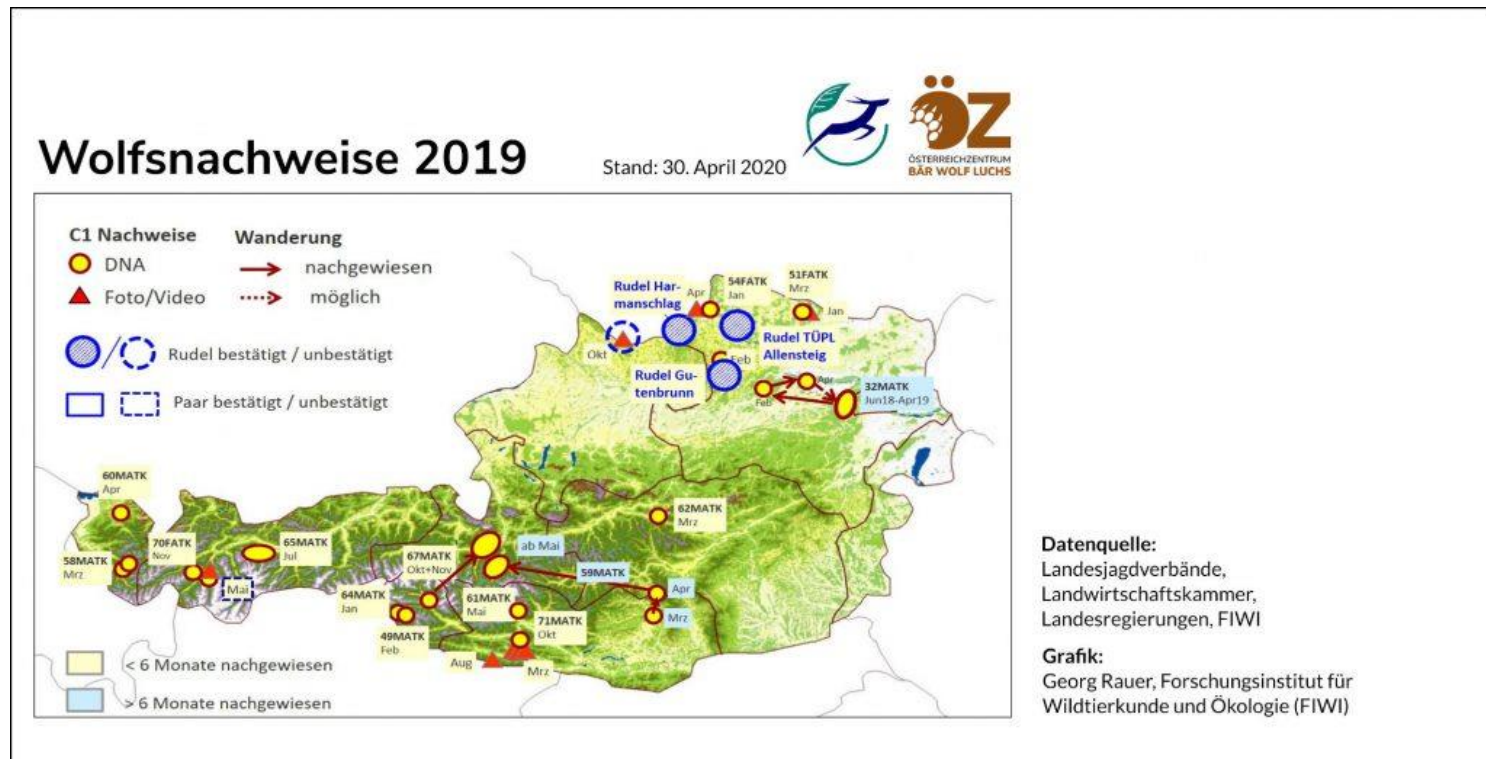 Wolfsnachweise 2019
Stand: 30. April 2020
ÖZ
ÖSTERREICHZENTRUM
BÄR WOLF LUCHS
C1 Nachweise
DNA
Foto/Video
Wanderung
nachgewiesen
möglich
Rudel bestätigt / unbestätigt
Paar bestätigt / unbestätigt
Rudel Har-
manschlag
Apr
54FATK
Jan
51FATK
Mrz
Jan
Okt
Rudel TÜPL
Allensteig
Feb
Rudel Gu-
tenbrunn
Feb
Apr
32MATK
Jun18-Apr19
60MATK
Apr
58MATK
Mrz
70FATK
Nov
65MATK
Jul
Mai
67MATK
Okt+Nov
ab Mai
62MATK
Mrz
59MATK
Apr
Mrz
64MATK
Jan
49MATK
Feb
61MATK
Mai
71MATK
Okt
Aug
Mrz
< 6 Monate nachgewiesen
> 6 Monate nachgewiesen
Datenquelle:
Landesjagdverbände,
Landwirtschaftskammer,
Landesregierungen, FIWI
Grafik:
Georg Rauer, Forschungsinstitut für
Wildtierkunde und Ökologie (FIWI)